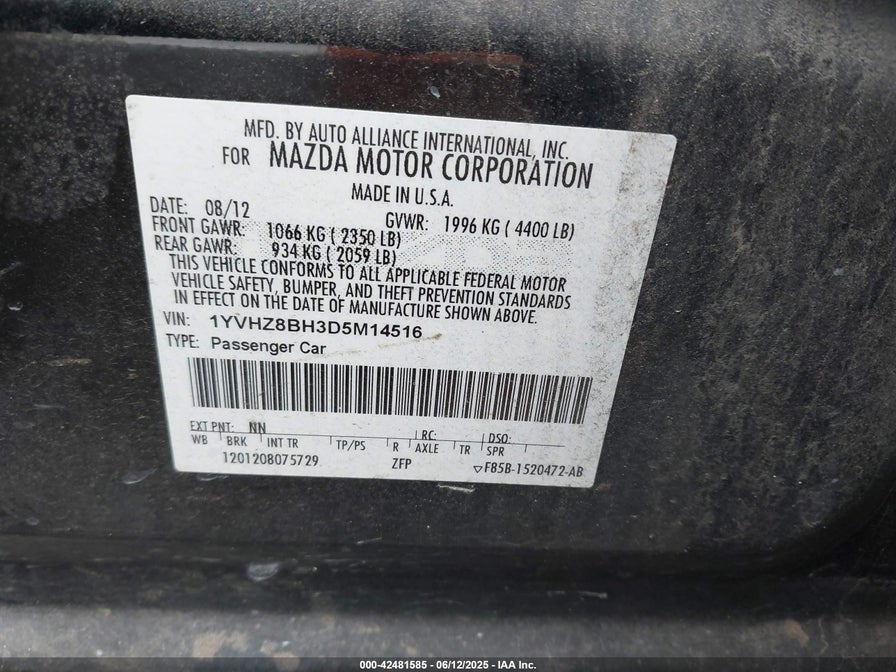 MFD. BY AUTO ALLIANCE INTERNATIONAL, INC.
FOR MAZDA MOTOR CORPORATION
MADE IN U.S.A.
DATE: 08/12 GVWR: 1996 KG ( 4400 LB)
FRONT GAWR: 1066 KG ( 2350 LB)
REAR GAWR: 934 KG ( 2059 LB)
THIS VEHICLE CONFORMS TO ALL APPLICABLE FEDERAL MOTOR
VEHICLE SAFETY, BUMPER, AND THEFT PREVENTION STANDARDS
IN EFFECT ON THE DATE OF MANUFACTURE SHOWN ABOVE.
VIN: 1YVHZ8BH3D5M14516
TYPE: Passenger Car
EXT PNT: NN RC: DSO:
WB BRK INT TR TP/PS R AXLE TR SPR
1201208075729 ZFP ▽F85B-1520472-AB
000-42481585 - 06/12/2025 - IAA Inc.